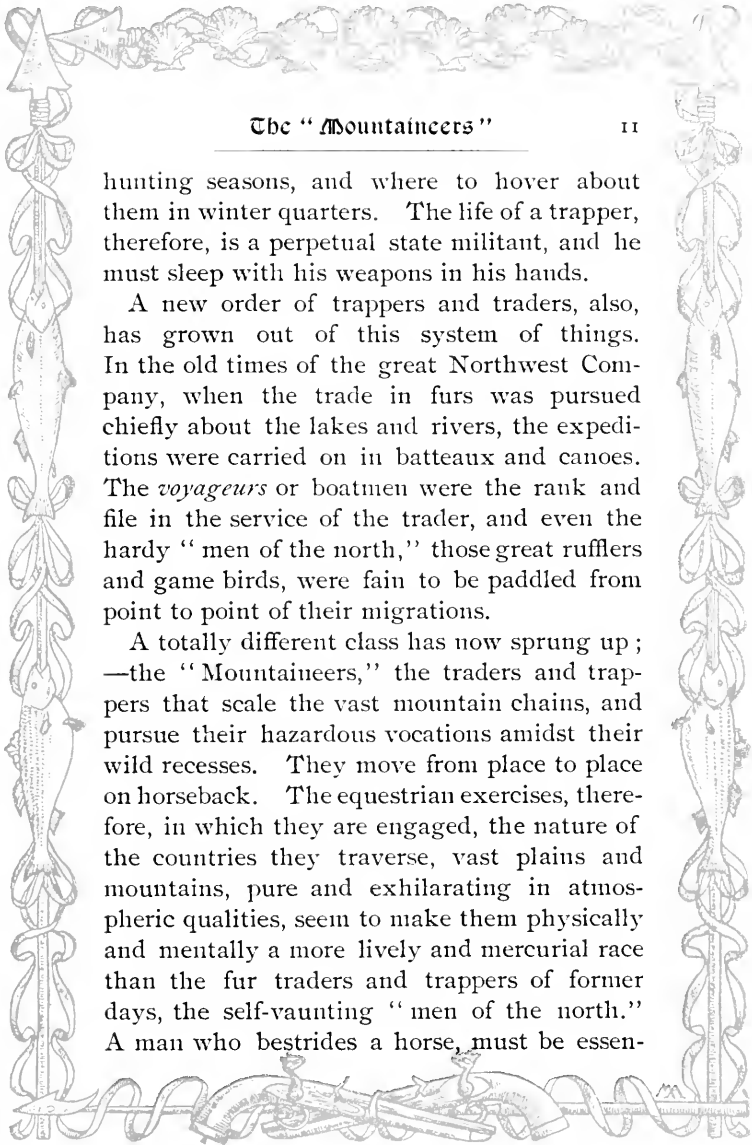 The “ Mountaineers ” 11
hunting seasons, and where to hover about
them in winter quarters. The life of a trapper,
therefore, is a perpetual state militant, and he
must sleep with his weapons in his hands.
A new order of trappers and traders, also,
has grown out of this system of things.
In the old times of the great Northwest Com-
pany, when the trade in furs was pursued
chiefly about the lakes and rivers, the expedi-
tions were carried on in batteaux and canoes.
The voyageurs or boatmen were the rank and
file in the service of the trader, and even the
hardy “ men of the north,” those great rufflers
and game birds, were fain to be paddled from
point to point of their migrations.
A totally different class has now sprung up ;
—the “ Mountaineers,” the traders and trap-
pers that scale the vast mountain chains, and
pursue their hazardous vocations amidst their
wild recesses. They move from place to place
on horseback. The equestrian exercises, there-
fore, in which they are engaged, the nature of
the countries they traverse, vast plains and
mountains, pure and exhilarating in atmos-
pheric qualities, seem to make them physically
and mentally a more lively and mercurial race
than the fur traders and trappers of former
days, the self-vaunting “ men of the north.”
A man who bestrides a horse, must be essen-